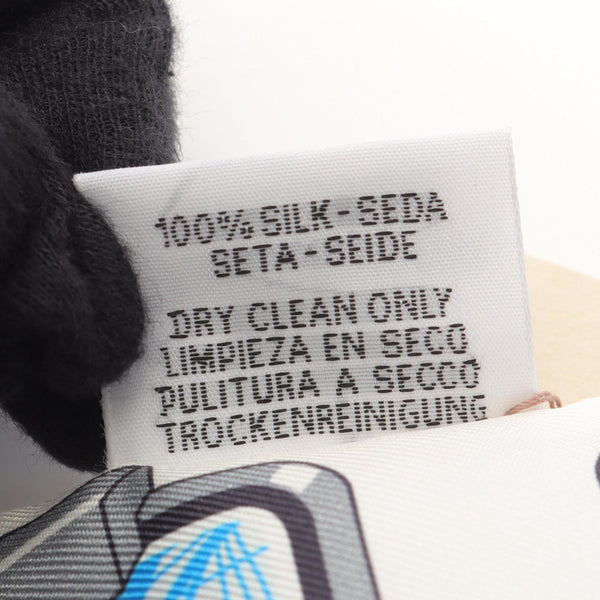 100% SILK-SEDA
SETA-SEIDE
DRY CLEAN ONLY
LIMPIEZA EN SECO
PULITURA A SECCO
TROCKENREINIGUNG